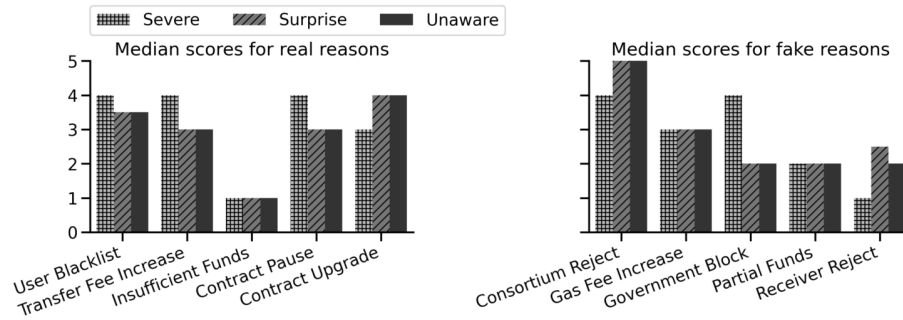 Severe Surprise Unaware
Median scores for real reasons
5
4
3
2
1
0
User Blacklist
Transfer Fee Increase
Insufficient Funds
Contract Pause
Contract Upgrade
Median scores for fake reasons
Consortium Reject
Gas Fee Increase
Government Block
Partial Funds
Receiver Reject